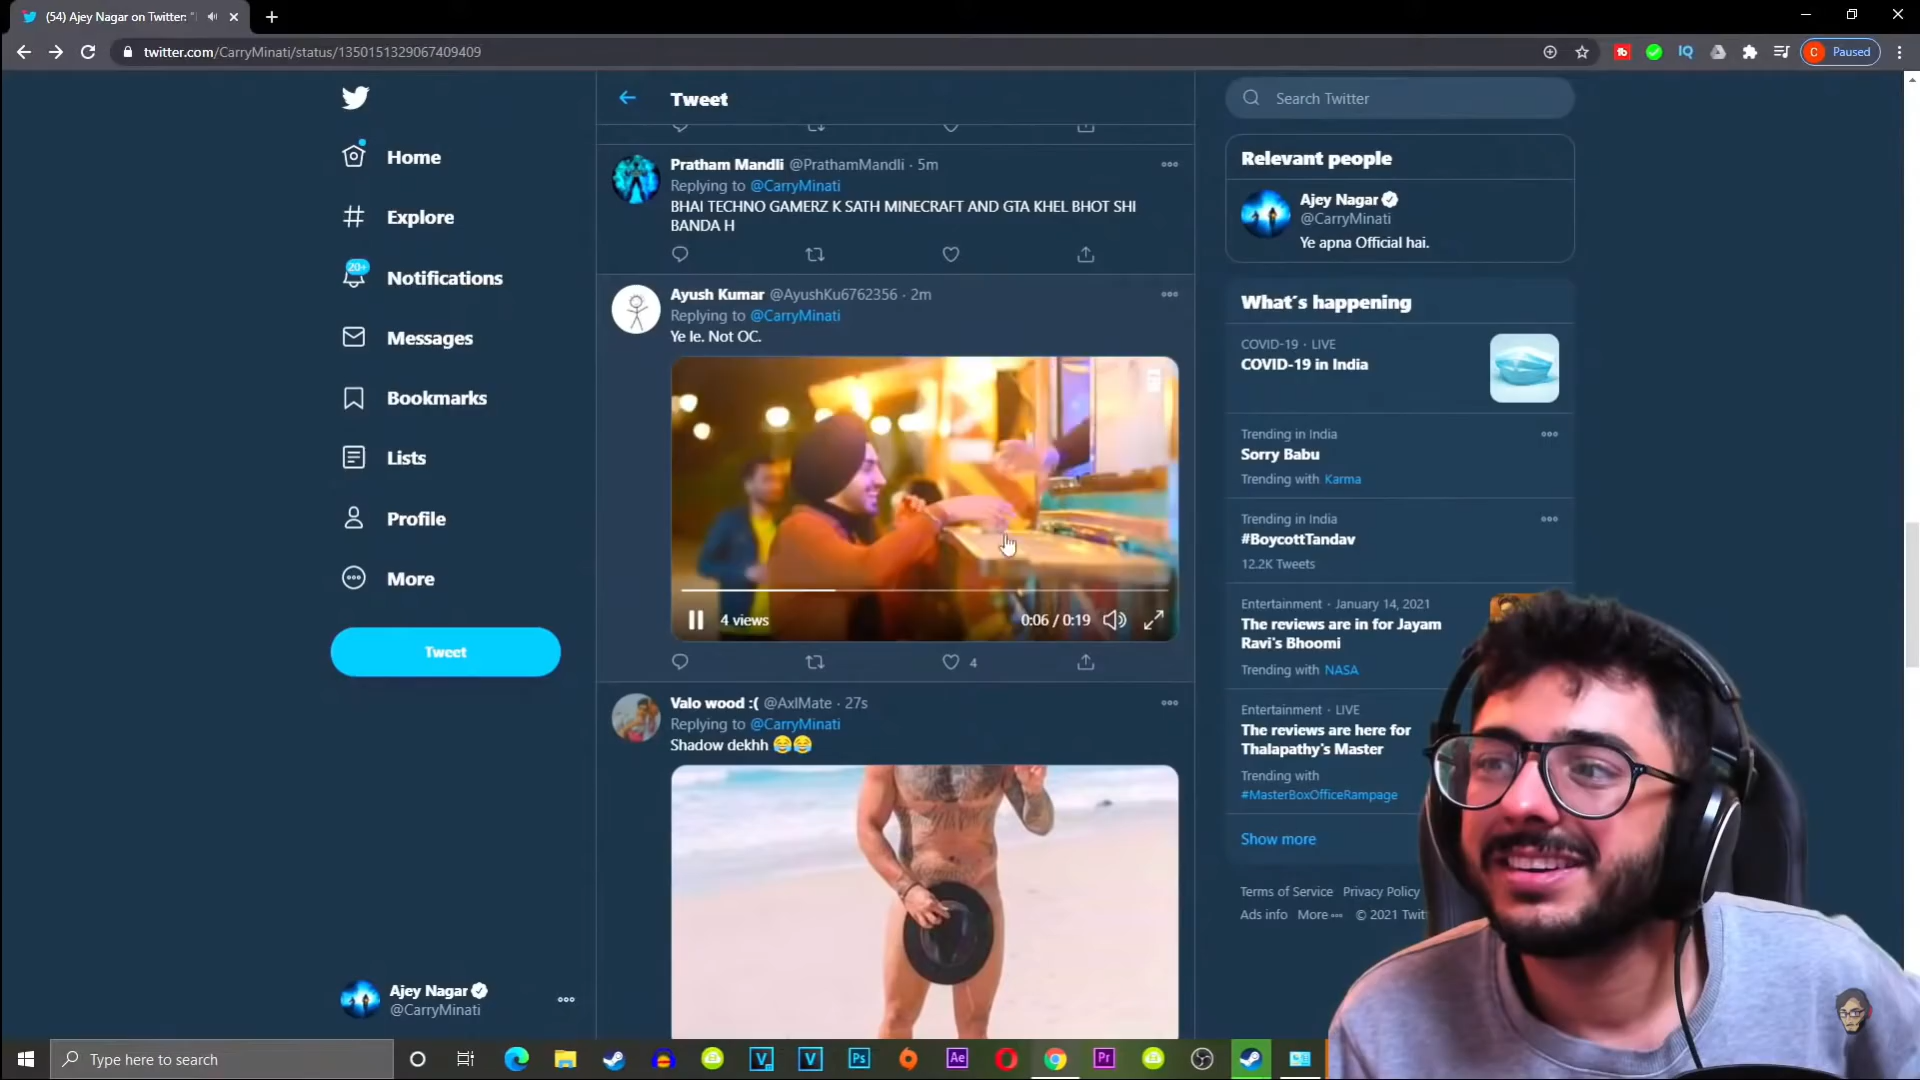 (54) Ajey Nagar on Twitter: "
twitter.com/CarryMinati/status/1350151329067409409
Paused
Home
Explore
20+
Notifications
Messages
Bookmarks
Lists
Profile
More
Tweet
Ajey Nagar
@CarryMinati
Tweet
Pratham Mandli @PrathamMandli · 5m
Replying to @CarryMinati
BHAI TECHNO GAMERZ K SATH MINECRAFT AND GTA KHEL BHOT SHI
BANDA H
Ayush Kumar @AyushKu6762356 · 2m
Replying to @CarryMinati
Ye le. Not OC.
4 views
0:06 / 0:19
4
Valo wood :( @AxlMate · 27s
Replying to @CarryMinati
Shadow dekhh 😂😂
Search Twitter
Relevant people
Ajey Nagar
@CarryMinati
Ye apna Official hai.
What's happening
COVID-19 · LIVE
COVID-19 in India
Trending in India
Sorry Babu
Trending with Karma
Trending in India
#BoycottTandav
12.2K Tweets
Entertainment · January 14, 2021
The reviews are in for Jayam
Ravi's Bhoomi
Trending with NASA
Entertainment · LIVE
The reviews are here for
Thalapathy's Master
Trending with
#MasterBoxOfficeRampage
Show more
Terms of Service Privacy Policy
Ads info More © 2021 Twit
Type here to search